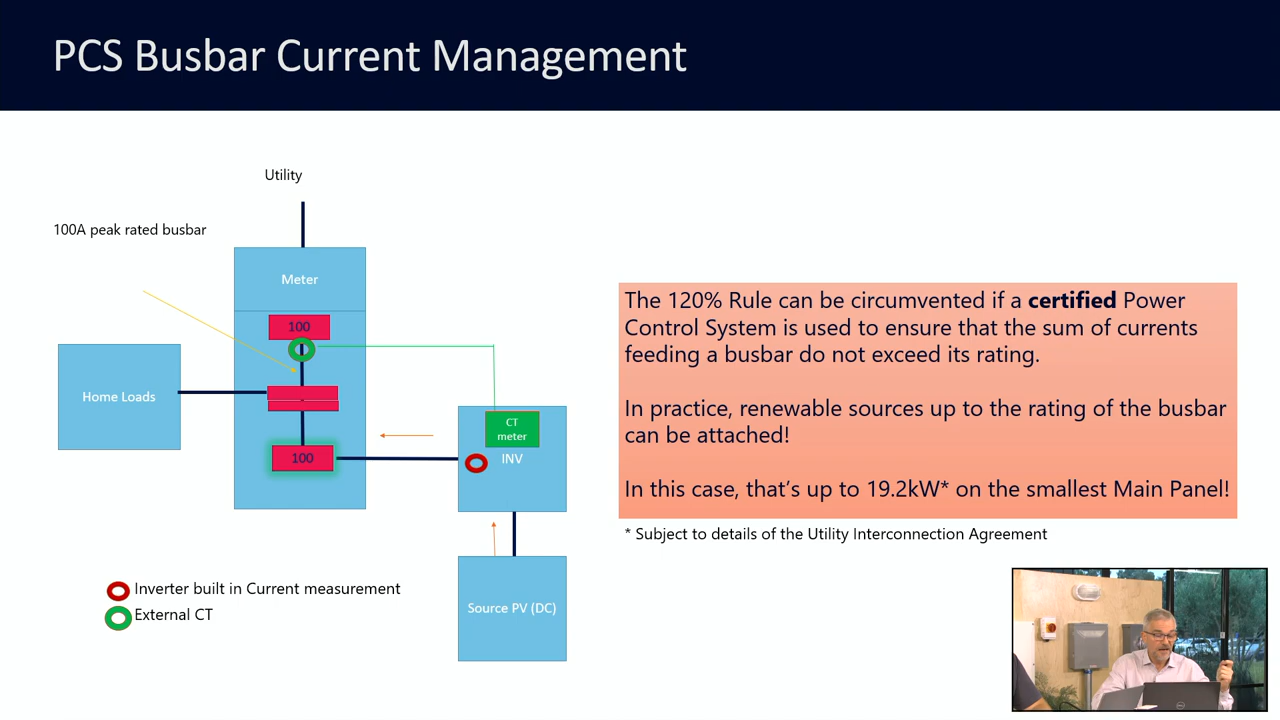 PCS Busbar Current Management
Utility
100A peak rated busbar
Meter
100
Home Loads
CT
meter
INV
100
Source PV (DC)
Inverter built in Current measurement
External CT
The 120% Rule can be circumvented if a certified Power
Control System is used to ensure that the sum of currents
feeding a busbar do not exceed its rating.
In practice, renewable sources up to the rating of the busbar
can be attached!
In this case, that's up to 19.2kW* on the smallest Main Panel!
* Subject to details of the Utility Interconnection Agreement